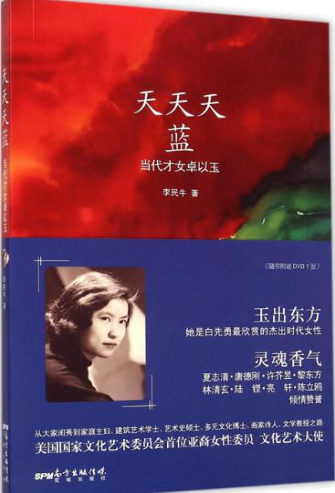 天天天
蓝
当代才女卓以玉
李民牛 著
天天天蓝
当代才女卓以玉
李民牛 著
（随书附送DVD 1张）
玉出东方
她是白先勇最欣赏的杰出时代女性
灵魂香气
夏志清·唐德刚·许芥昱·黎东方
林清玄·陆 铿·亮 轩·陈立鸥
倾情赞誉
从大家闺秀到家庭主妇、建筑艺术学士、艺术史硕士、多元文化博士、画家诗人、文学教授之路
美国国家文化艺术委员会首位亚裔女性委员 文化艺术大使
SPM 南方出版传媒
花城出版社